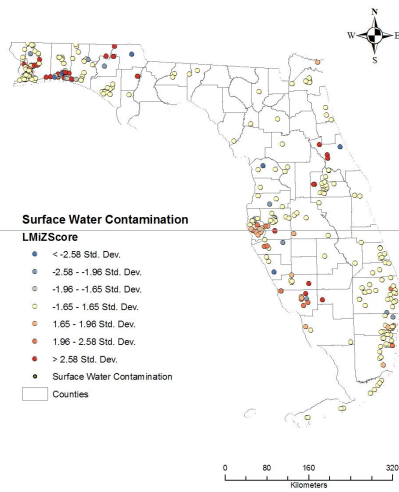 N
W E
S
Surface Water Contamination
LMiZScore
< -2.58 Std. Dev.
-2.58 - -1.96 Std. Dev.
-1.96 - -1.65 Std. Dev.
-1.65 - 1.65 Std. Dev.
1.65 - 1.96 Std. Dev.
1.96 - 2.58 Std. Dev.
> 2.58 Std. Dev.
Surface Water Contamination
Counties
0 80 160 320
Kilometers